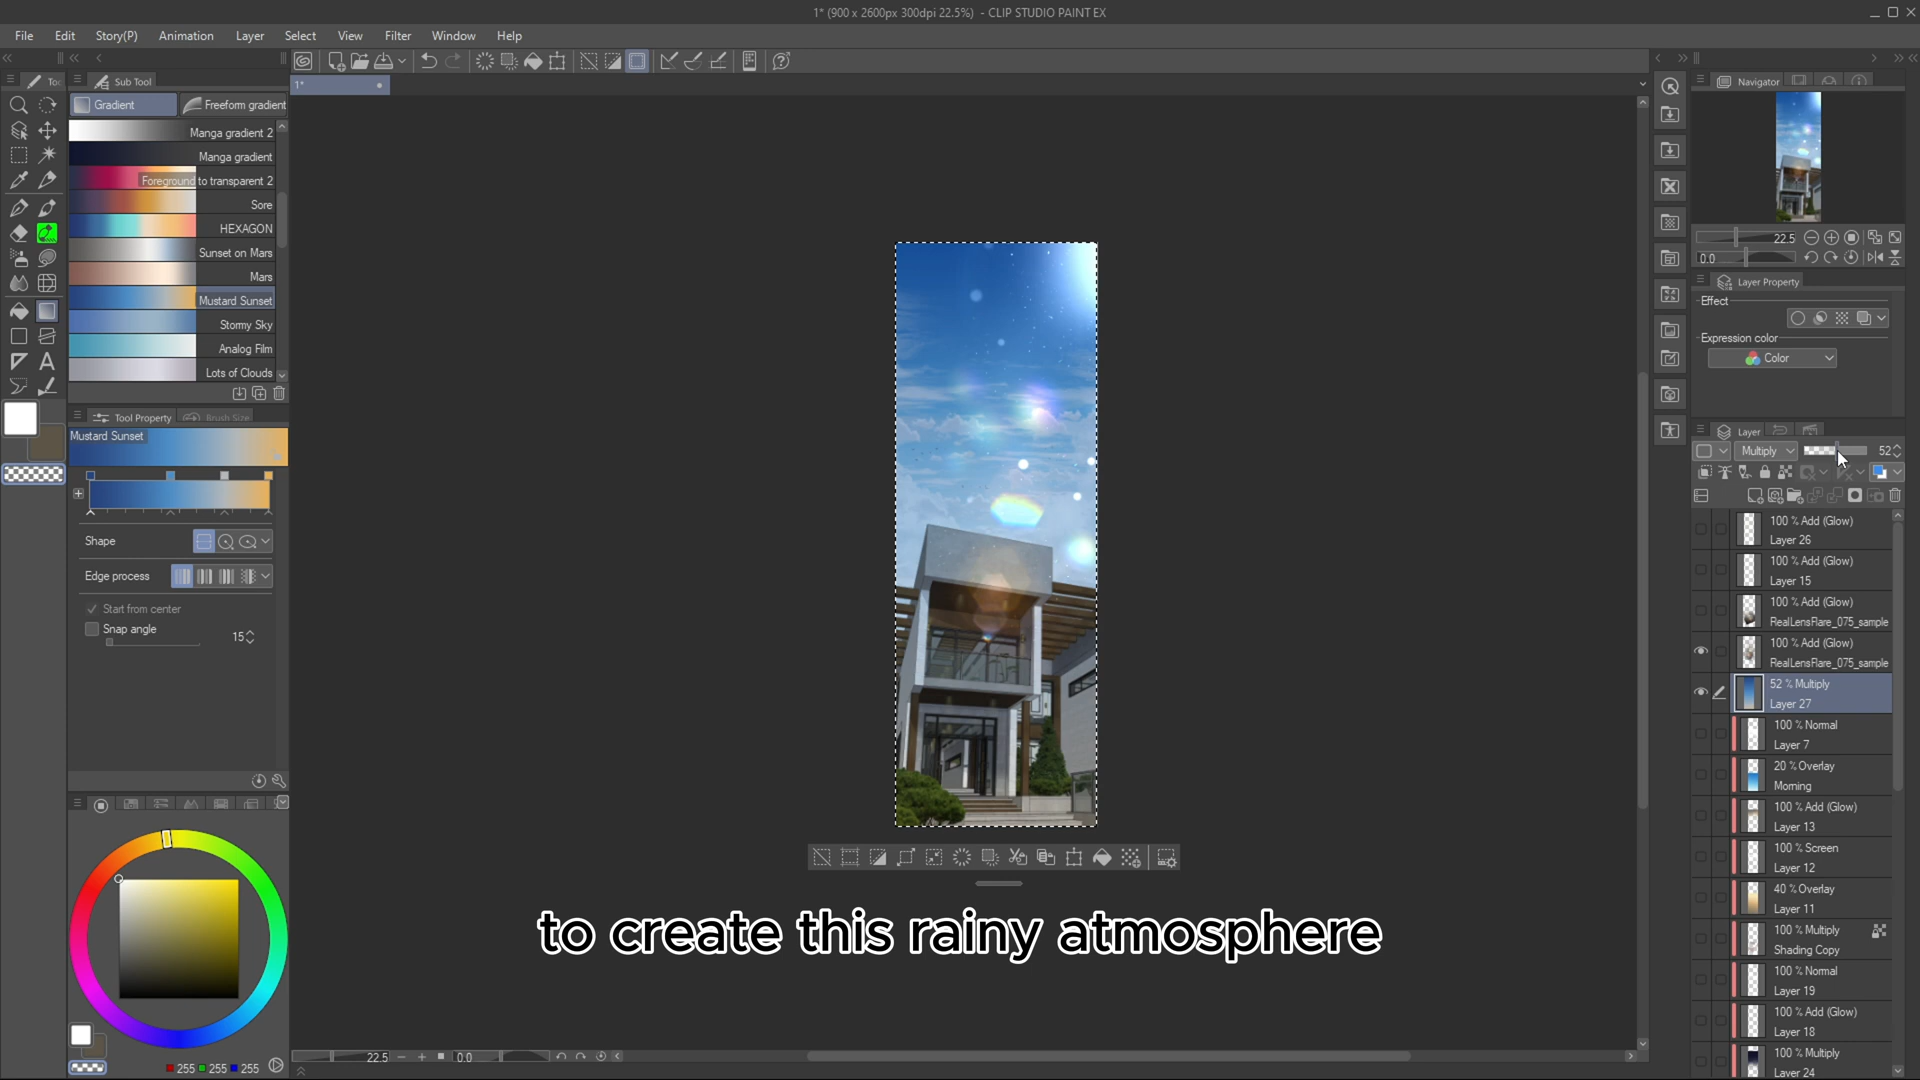 1* (900 x 2600px 300dpi 22.5%) - CLIP STUDIO PAINT EX
File Edit Story(P) Animation Layer Select View Filter Window Help
Sub Tool
1*
Gradient
Freeform gradient
Manga gradient 2
Manga gradient
Foreground to transparent 2
Sore
HEXAGON
Sunset on Mars
Mars
Mustard Sunset
Stormy Sky
Analog Film
Lots of Clouds
Tool Property
Brush Size
Mustard Sunset
Shape
Edge process
Start from center
Snap angle
15
255 255 255
to create this rainy atmosphere
22.5
0.0
Navigator
22.5
0.0
Layer Property
Effect
Expression color
Color
Layer
Multiply
52
100 % Add (Glow)
Layer 26
100 % Add (Glow)
Layer 15
100 % Add (Glow)
RealLensFlare_075_sample
100 % Add (Glow)
RealLensFlare_075_sample
52 % Multiply
Layer 27
100 % Normal
Layer 7
20 % Overlay
Morning
100 % Add (Glow)
Layer 13
100 % Screen
Layer 12
40 % Overlay
Layer 11
100 % Multiply
Shading Copy
100 % Normal
Layer 19
100 % Add (Glow)
Layer 18
100 % Multiply
Layer 24